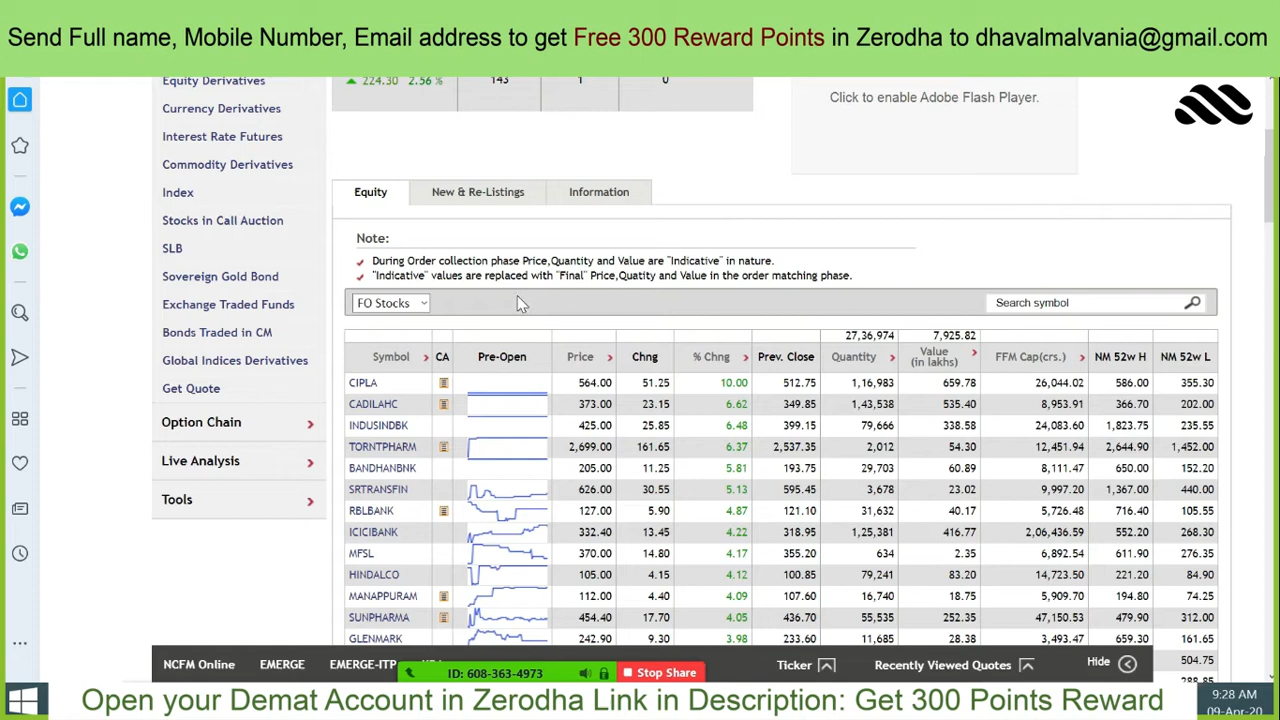 Send Full name, Mobile Number, Email address to get Free 300 Reward Points in Zerodha to dhavalmalvania@gmail.com
Equity Derivatives
Currency Derivatives
Interest Rate Futures
Commodity Derivatives
Index
Stocks in Call Auction
SLB
Sovereign Gold Bond
Exchange Traded Funds
Bonds Traded in CM
Global Indices Derivatives
Get Quote
Option Chain
Live Analysis
Tools
224.30 2.56 % 143 1 0
Click to enable Adobe Flash Player.
Equity New & Re-Listings Information
Note:
During Order collection phase Price,Quantity and Value are "Indicative" in nature.
"Indicative" values are replaced with "Final" Price,Quatity and Value in the order matching phase.
FO Stocks Search symbol
27,36,974 7,925.82
Symbol CA Pre-Open Price Chng % Chng Prev. Close Quantity Value (in lakhs) FFM Cap(crs.) NM 52w H NM 52w L
CIPLA 564.00 51.25 10.00 512.75 1,16,983 659.78 26,044.02 586.00 355.30
CADILAHC 373.00 23.15 6.62 349.85 1,43,538 535.40 8,953.91 366.70 202.00
INDUSINDBK 425.00 25.85 6.48 399.15 79,666 338.58 24,083.60 1,823.75 235.55
TORNTPHARM 2,699.00 161.65 6.37 2,537.35 2,012 54.30 12,451.94 2,644.90 1,452.00
BANDHANBNK 205.00 11.25 5.81 193.75 29,703 60.89 8,111.47 650.00 152.20
SRTRANSFIN 626.00 30.55 5.13 595.45 3,678 23.02 9,997.20 1,367.00 440.00
RBLBANK 127.00 5.90 4.87 121.10 31,632 40.17 5,726.48 716.40 105.55
ICICIBANK 332.40 13.45 4.22 318.95 1,25,381 416.77 2,06,436.59 552.20 268.30
MFSL 370.00 14.80 4.17 355.20 634 2.35 6,892.54 611.90 276.35
HINDALCO 105.00 4.15 4.12 100.85 79,241 83.20 14,723.50 221.20 84.90
MANAPPURAM 112.00 4.40 4.09 107.60 16,740 18.75 5,909.70 194.80 74.25
SUNPHARMA 454.40 17.70 4.05 436.70 55,535 252.35 47,150.53 479.90 312.00
GLENMARK 242.90 9.30 3.98 233.60 11,685 28.38 3,493.47 659.30 161.65
504.75
NCFM Online EMERGE EMERGE-ITP Ticker Recently Viewed Quotes Hide
ID: 608-363-4973 Stop Share
Open your Demat Account in Zerodha Link in Description: Get 300 Points Reward
9:28 AM
09-Apr-20